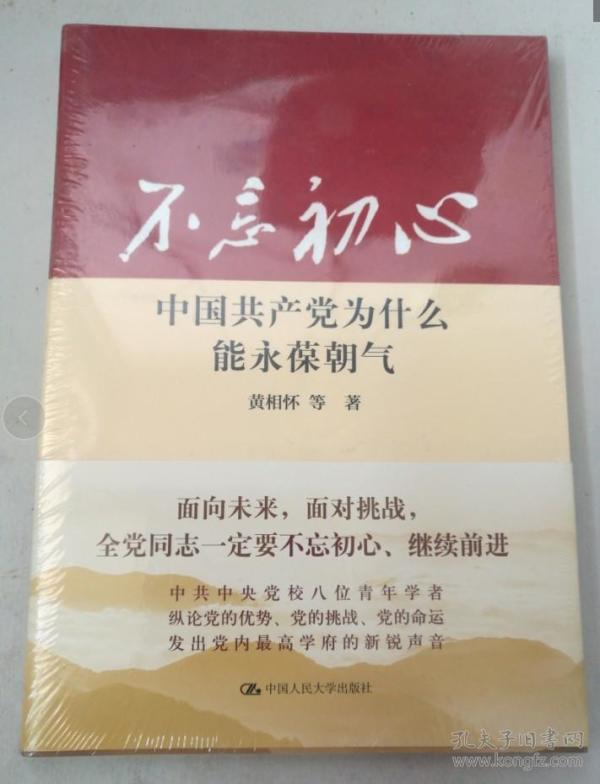 不忘初心
中国共产党为什么
能永葆朝气
黄相怀 等 著
面向未来，面对挑战，
全党同志一定要不忘初心、继续前进
中共中央党校八位青年学者
纵论党的优势、党的挑战、党的命运
发出党内最高学府的新锐声音
中国人民大学出版社
孔夫子旧书网
www.kongfz.com